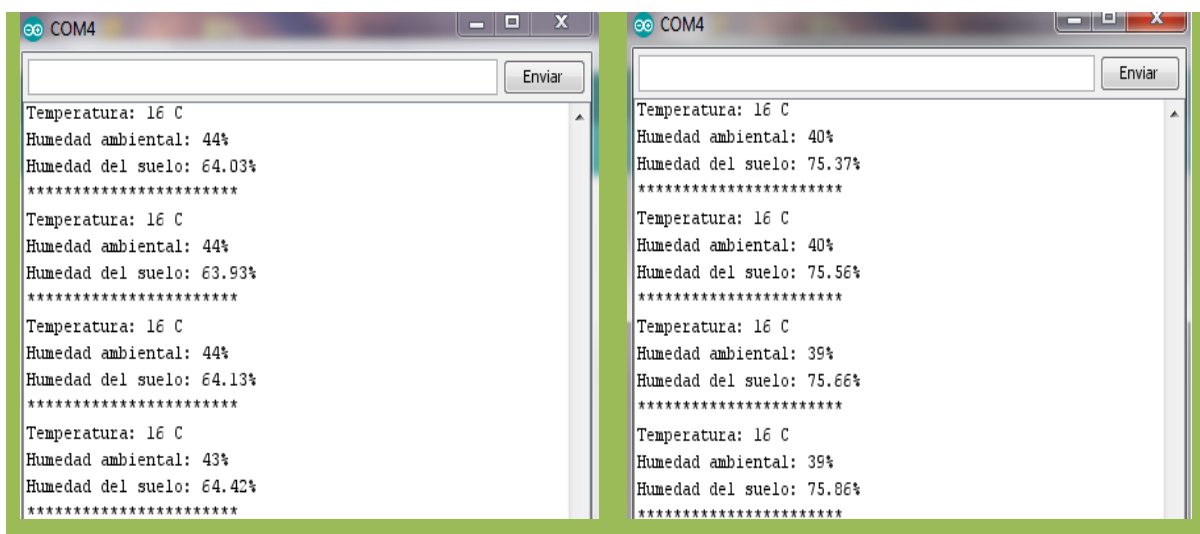 COM4
Enviar
Temperatura: 16 C
Humedad ambiental: 44%
Humedad del suelo: 64.03%
***********************
Temperatura: 16 C
Humedad ambiental: 44%
Humedad del suelo: 63.93%
***********************
Temperatura: 16 C
Humedad ambiental: 44%
Humedad del suelo: 64.13%
***********************
Temperatura: 16 C
Humedad ambiental: 43%
Humedad del suelo: 64.42%
***********************
COM4
Enviar
Temperatura: 16 C
Humedad ambiental: 40%
Humedad del suelo: 75.37%
***********************
Temperatura: 16 C
Humedad ambiental: 40%
Humedad del suelo: 75.56%
***********************
Temperatura: 16 C
Humedad ambiental: 39%
Humedad del suelo: 75.66%
***********************
Temperatura: 16 C
Humedad ambiental: 39%
Humedad del suelo: 75.86%
***********************